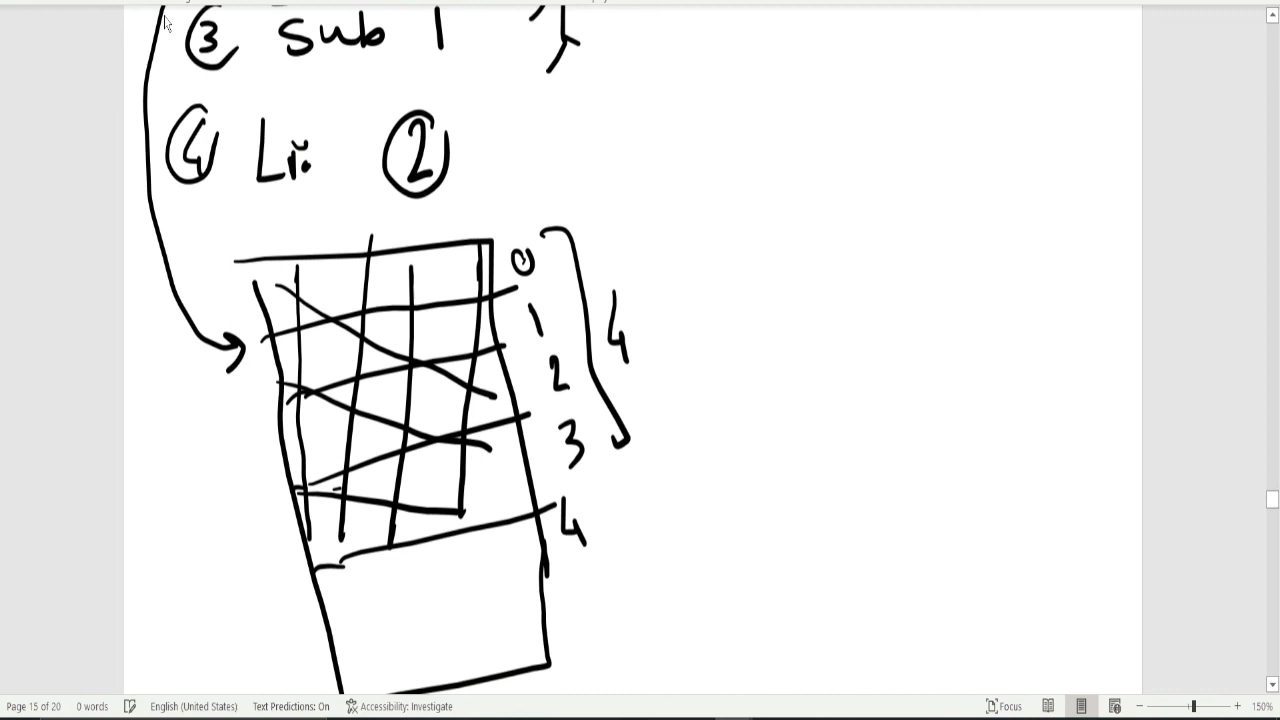 ③ Sub 1 }
④ Lii ②
0
1
2
3
4
4
Page 15 of 20 0 words English (United States) Text Predictions: On Accessibility: Investigate Focus 150%